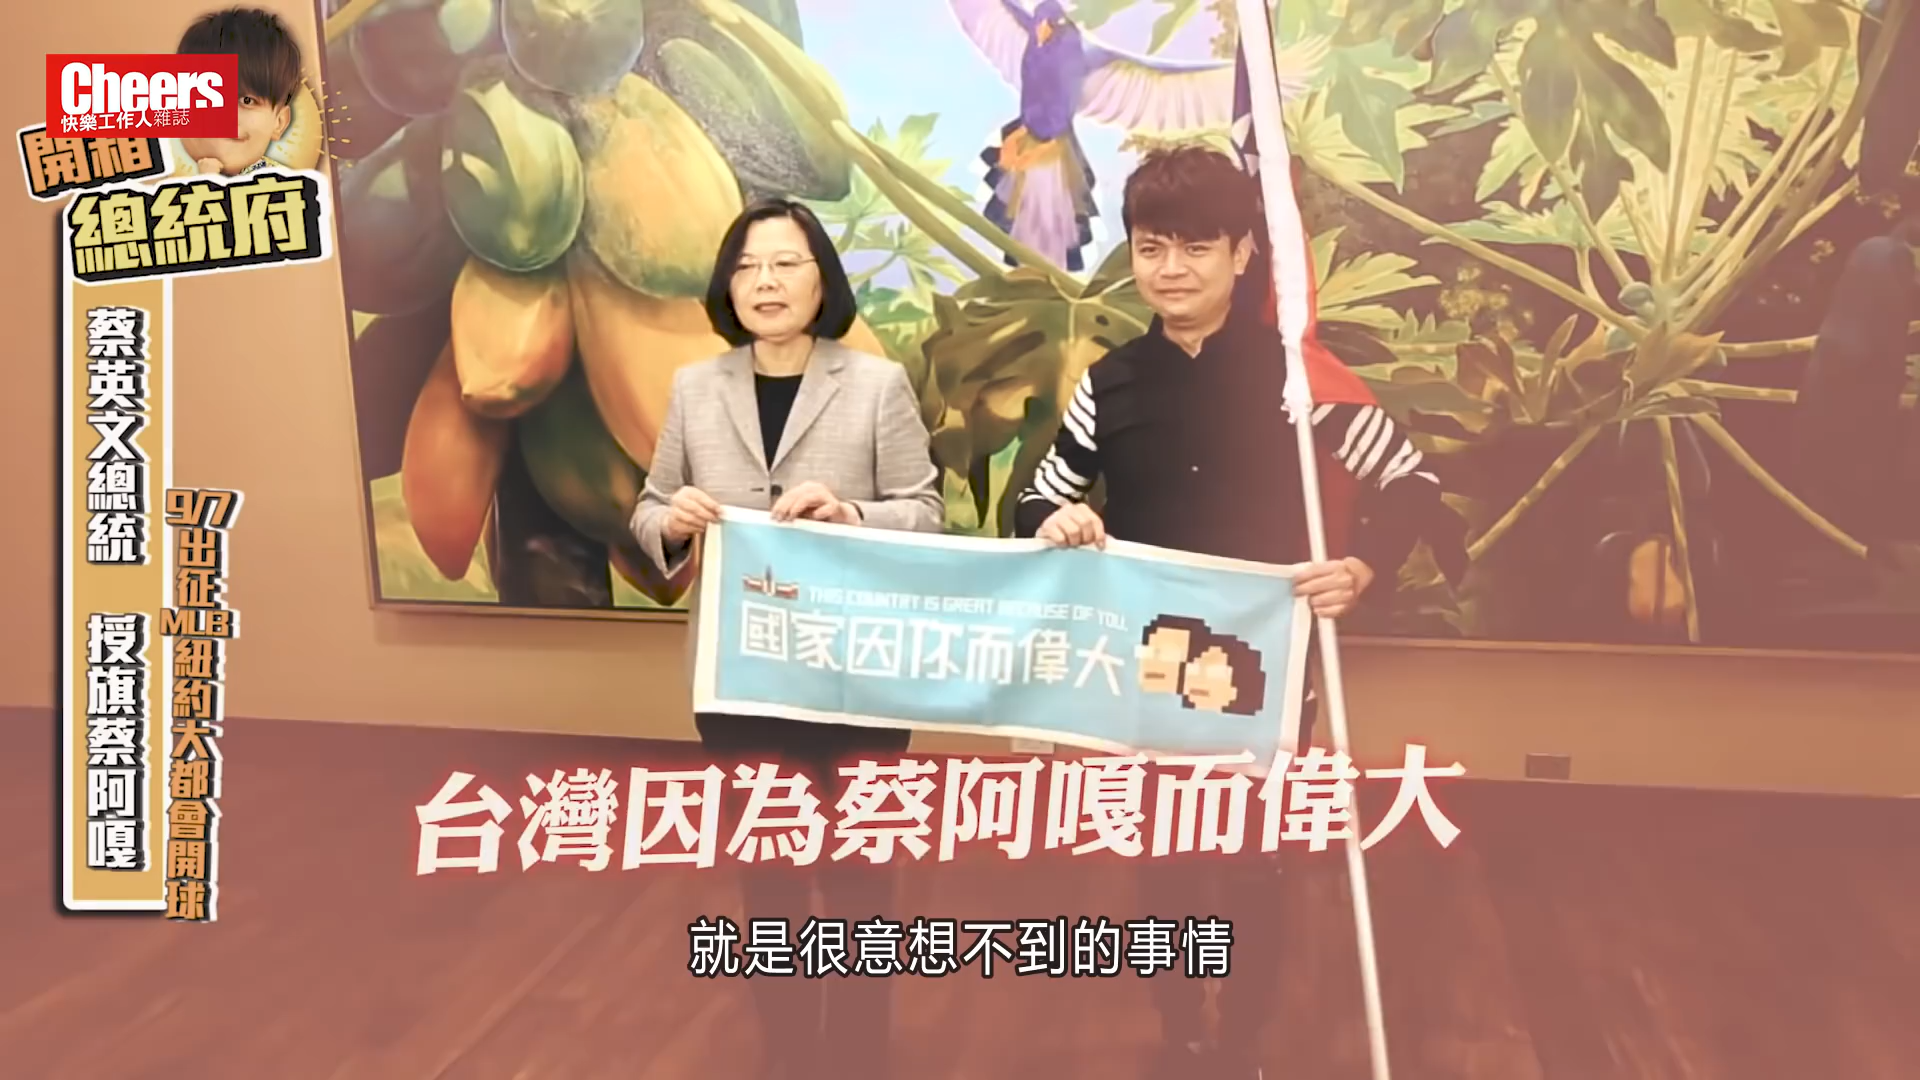 Cheers
快樂工作人雜誌
開箱
總統府
蔡英文總統 授旗蔡阿嘎
9/7出征MLB紐約大都會開球
THIS COUNTRY IS GREAT BECAUSE OF YOU.
國家因你而偉大
台灣因為蔡阿嘎而偉大
就是很意想不到的事情